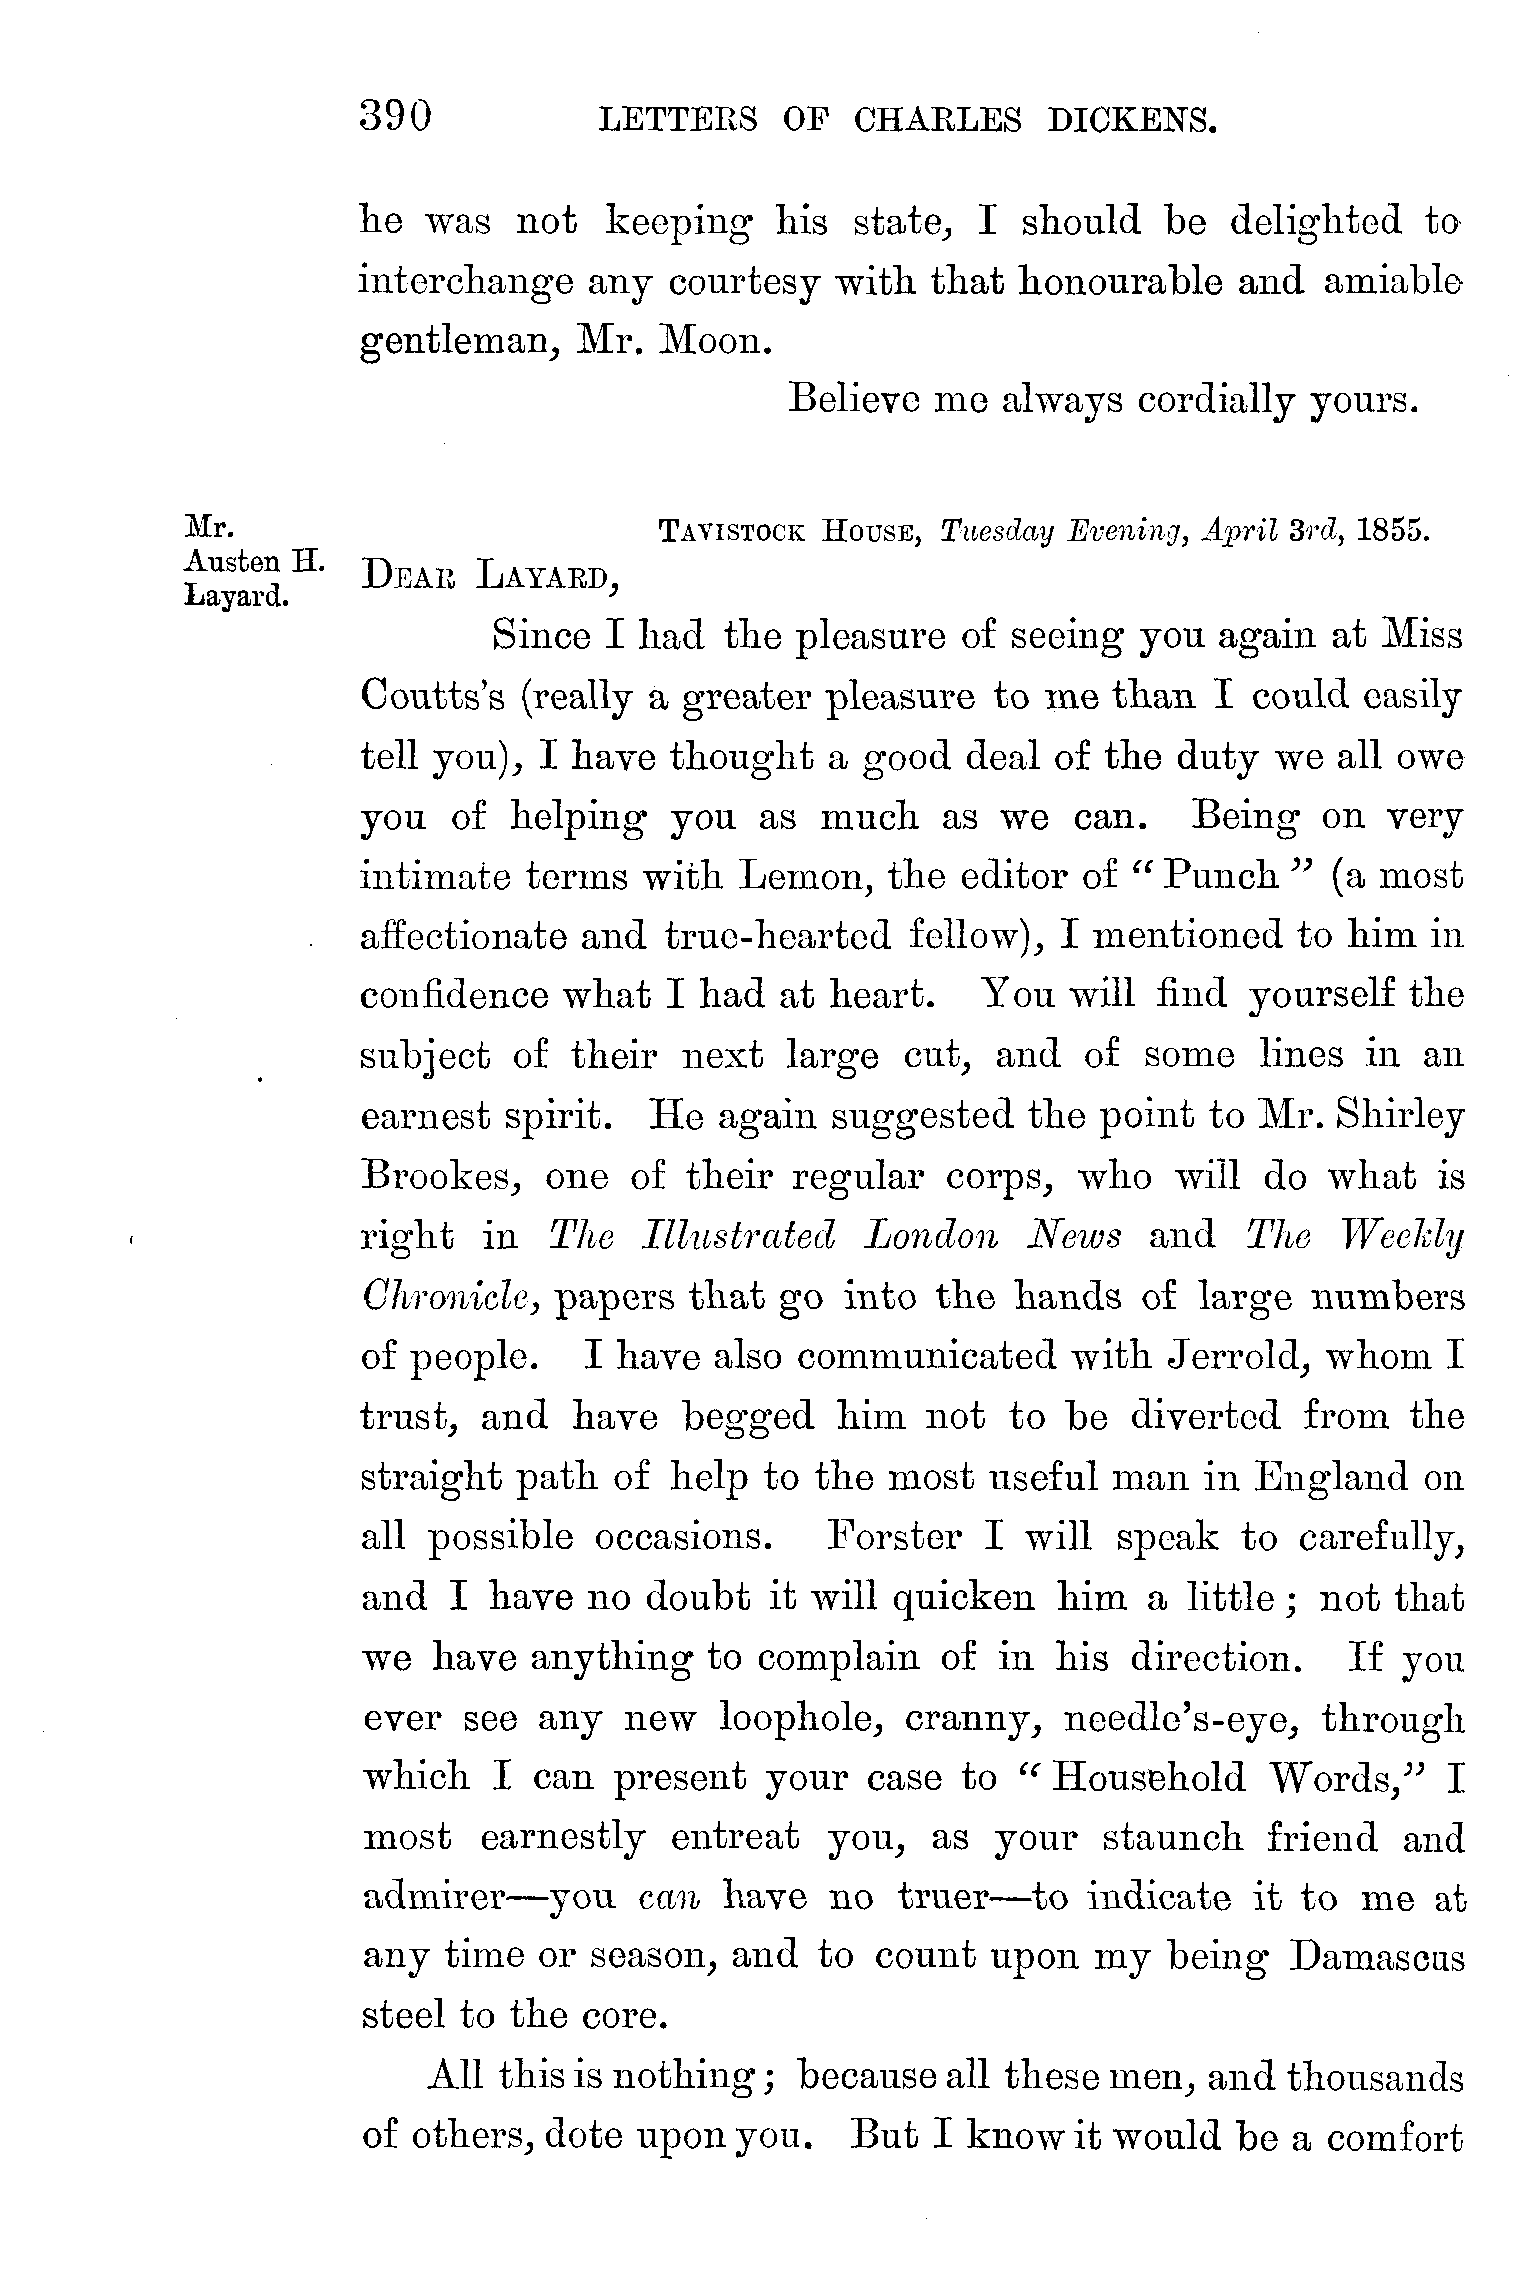 390 LETTERS OF CHARLES DICKENS.
he was not keeping his state, I should be delighted to
interchange any courtesy with that honourable and amiable
gentleman, Mr. Moon.
Believe me always cordially yours.
Mr.
Austen H.
Layard.
TAVISTOCK HOUSE, Tuesday Evening, April 3rd, 1855.
DEAR LAYARD,
Since I had the pleasure of seeing you again at Miss
Coutts's (really a greater pleasure to me than I could easily
tell you), I have thought a good deal of the duty we all owe
you of helping you as much as we can. Being on very
intimate terms with Lemon, the editor of “Punch” (a most
affectionate and true-hearted fellow), I mentioned to him in
confidence what I had at heart. You will find yourself the
subject of their next large cut, and of some lines in an
earnest spirit. He again suggested the point to Mr. Shirley
Brookes, one of their regular corps, who will do what is
right in The Illustrated London News and The Weekly
Chronicle, papers that go into the hands of large numbers
of people. I have also communicated with Jerrold, whom I
trust, and have begged him not to be diverted from the
straight path of help to the most useful man in England on
all possible occasions. Forster I will speak to carefully,
and I have no doubt it will quicken him a little; not that
we have anything to complain of in his direction. If you
ever see any new loophole, cranny, needle's-eye, through
which I can present your case to “Household Words,” I
most earnestly entreat you, as your staunch friend and
admirer—you can have no truer—to indicate it to me at
any time or season, and to count upon my being Damascus
steel to the core.
All this is nothing; because all these men, and thousands
of others, dote upon you. But I know it would be a comfort